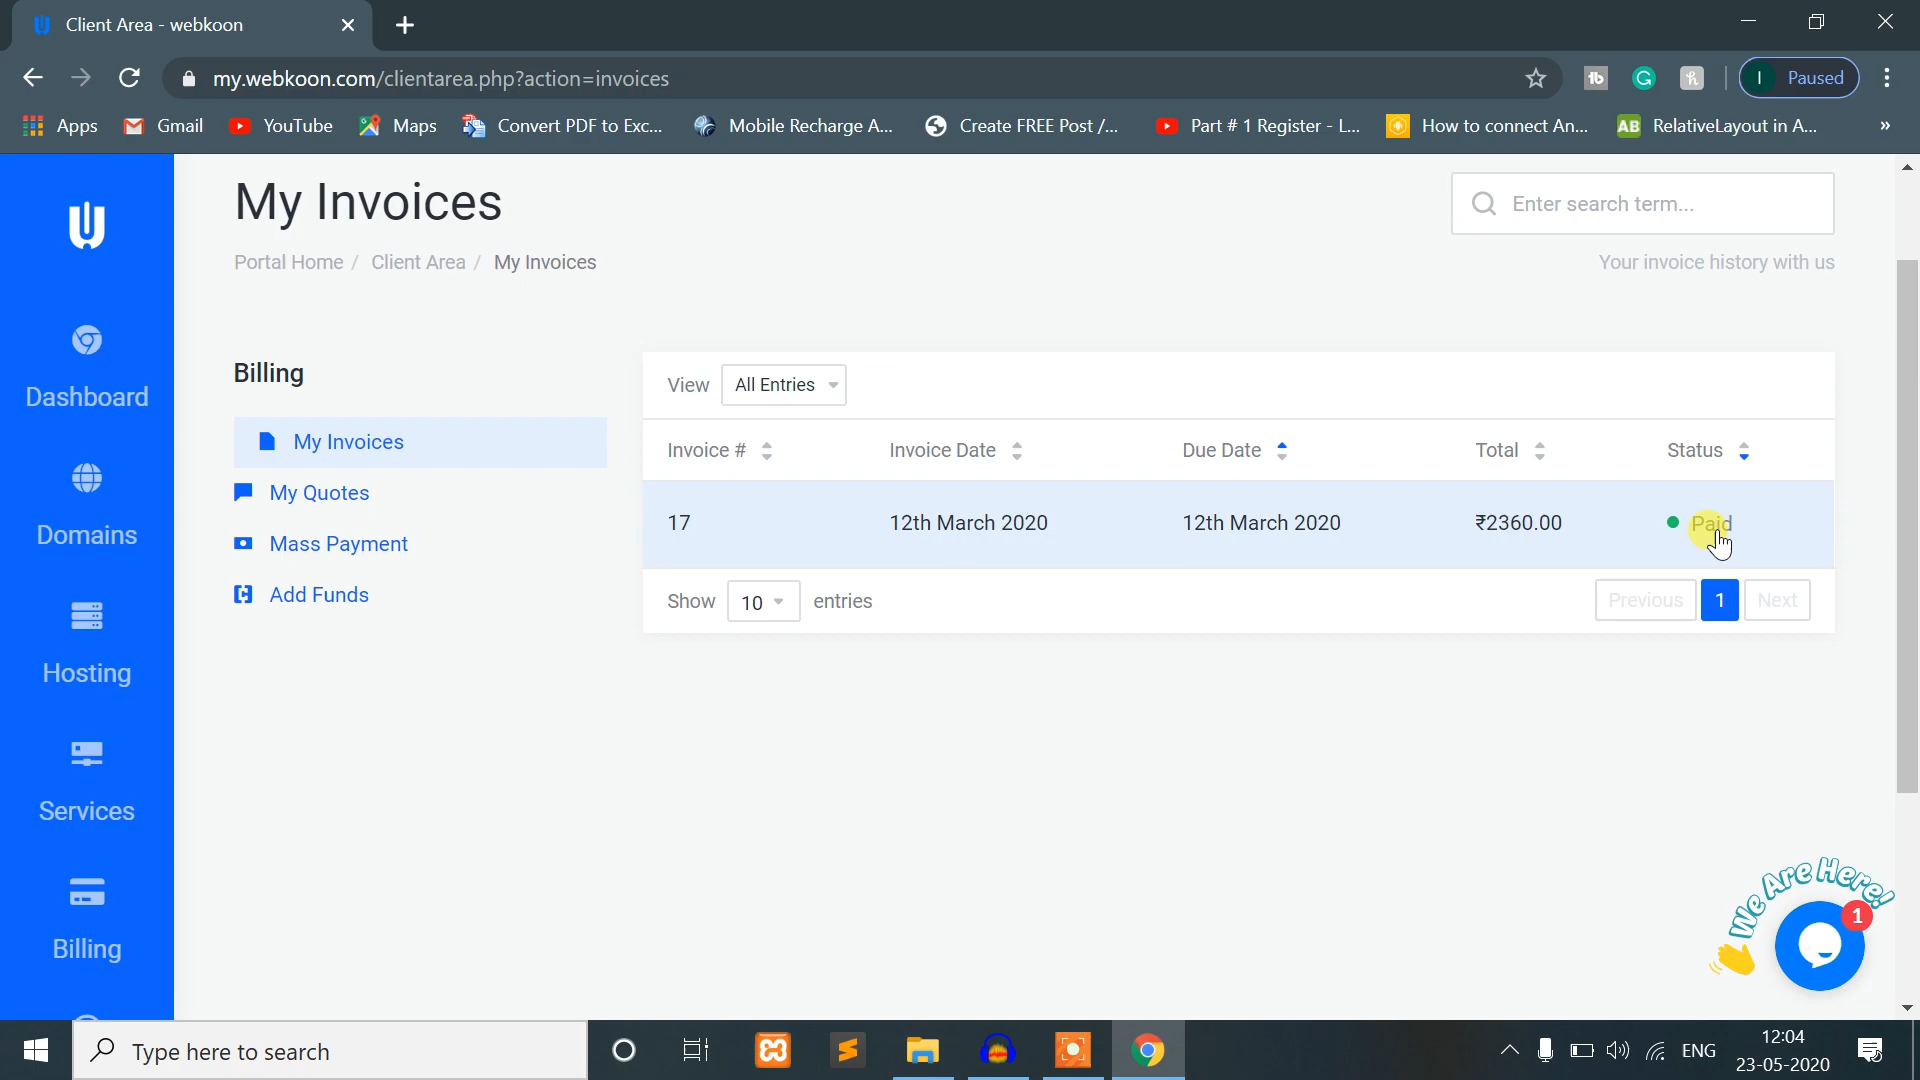 Client Area - webkoon
my.webkoon.com/clientarea.php?action=invoices
Paused
Apps
Gmail
YouTube
Maps
Convert PDF to Exc...
Mobile Recharge A...
Create FREE Post /...
Part # 1 Register - L...
How to connect An...
AB
RelativeLayout in A...
»
My Invoices
Enter search term...
Portal Home / Client Area / My Invoices
Your invoice history with us
Dashboard
Domains
Hosting
Services
Billing
Billing
My Invoices
My Quotes
Mass Payment
Add Funds
View All Entries
Invoice # Invoice Date Due Date Total Status
17 12th March 2020 12th March 2020 ₹2360.00 Paid
Show 10 entries
Previous 1 Next
We Are Here!
1
Type here to search
ENG
12:04
23-05-2020